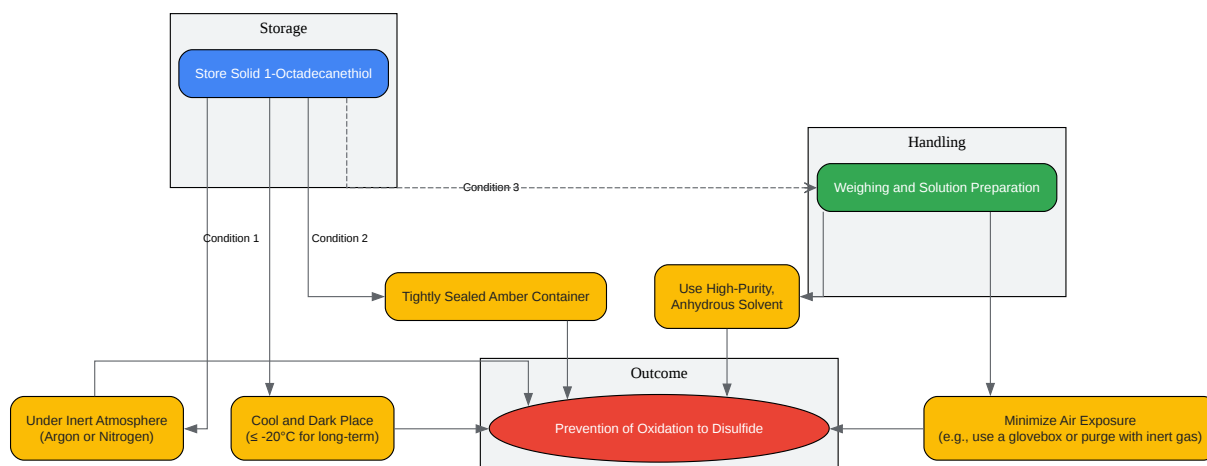 Storage
Store Solid 1-Octadecanethiol
Handling
Condition 3
Weighing and Solution Preparation
Condition 1
Condition 2
Tightly Sealed Amber Container
Use High-Purity,
Anhydrous Solvent
Outcome
Under Inert Atmosphere
(Argon or Nitrogen)
Cool and Dark Place
(≤ -20°C for long-term)
Prevention of Oxidation to Disulfide
Minimize Air Exposure
(e.g., use a glovebox or purge with inert gas)